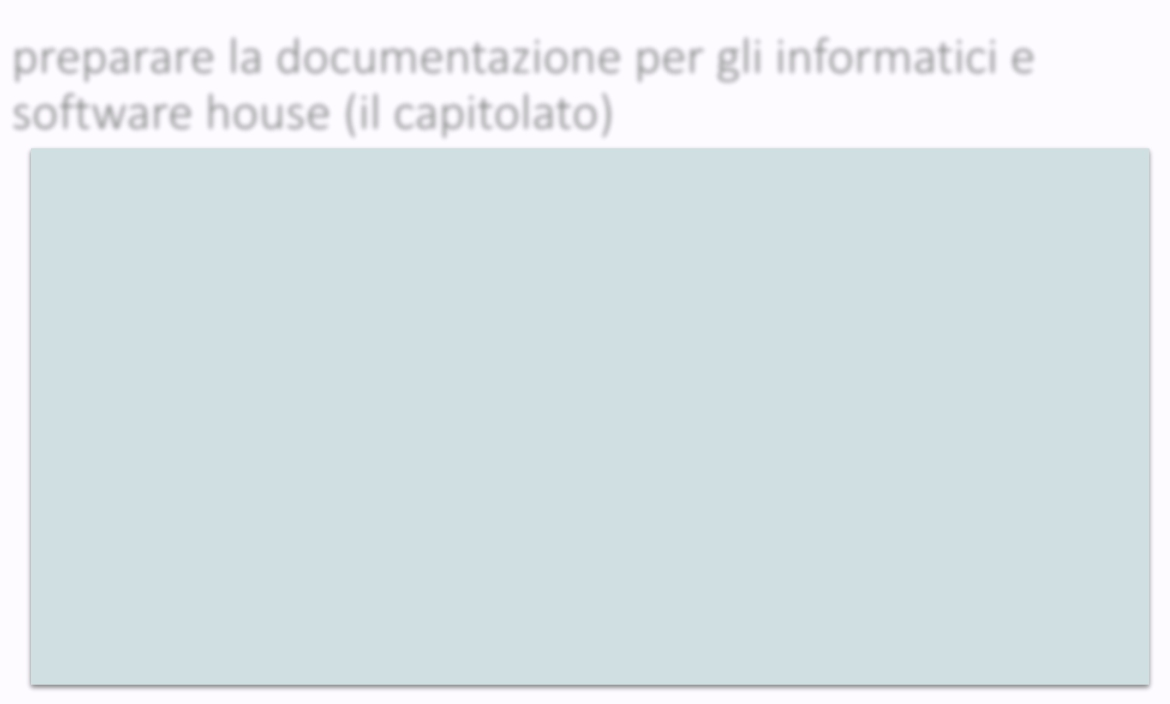 preparare la documentazione per gli informatici e
software house (il capitolato)